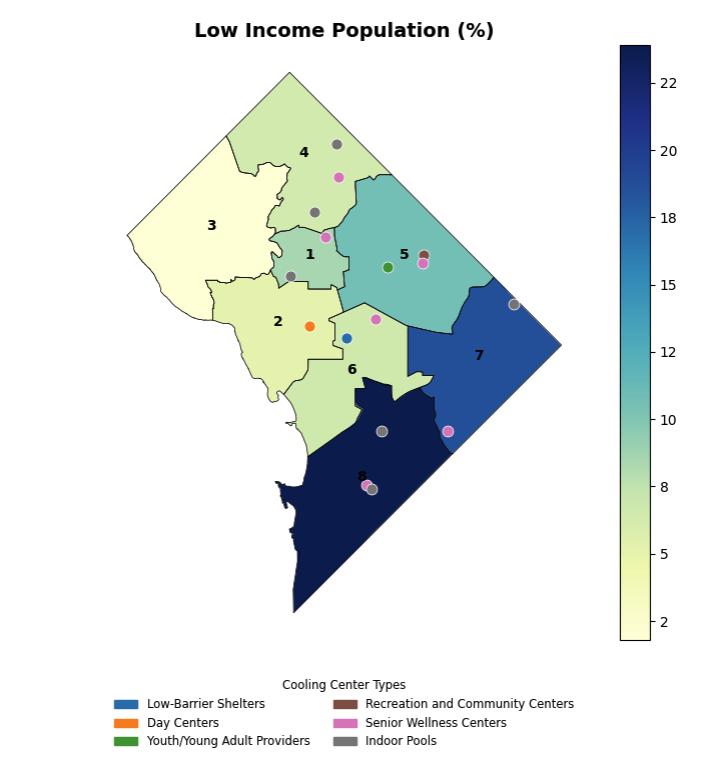 Low Income Population (%)
4
3
1
5
2
7
6
8
22
20
18
15
12
10
8
5
2
Cooling Center Types
Low-Barrier Shelters
Day Centers
Youth/Young Adult Providers
Recreation and Community Centers
Senior Wellness Centers
Indoor Pools